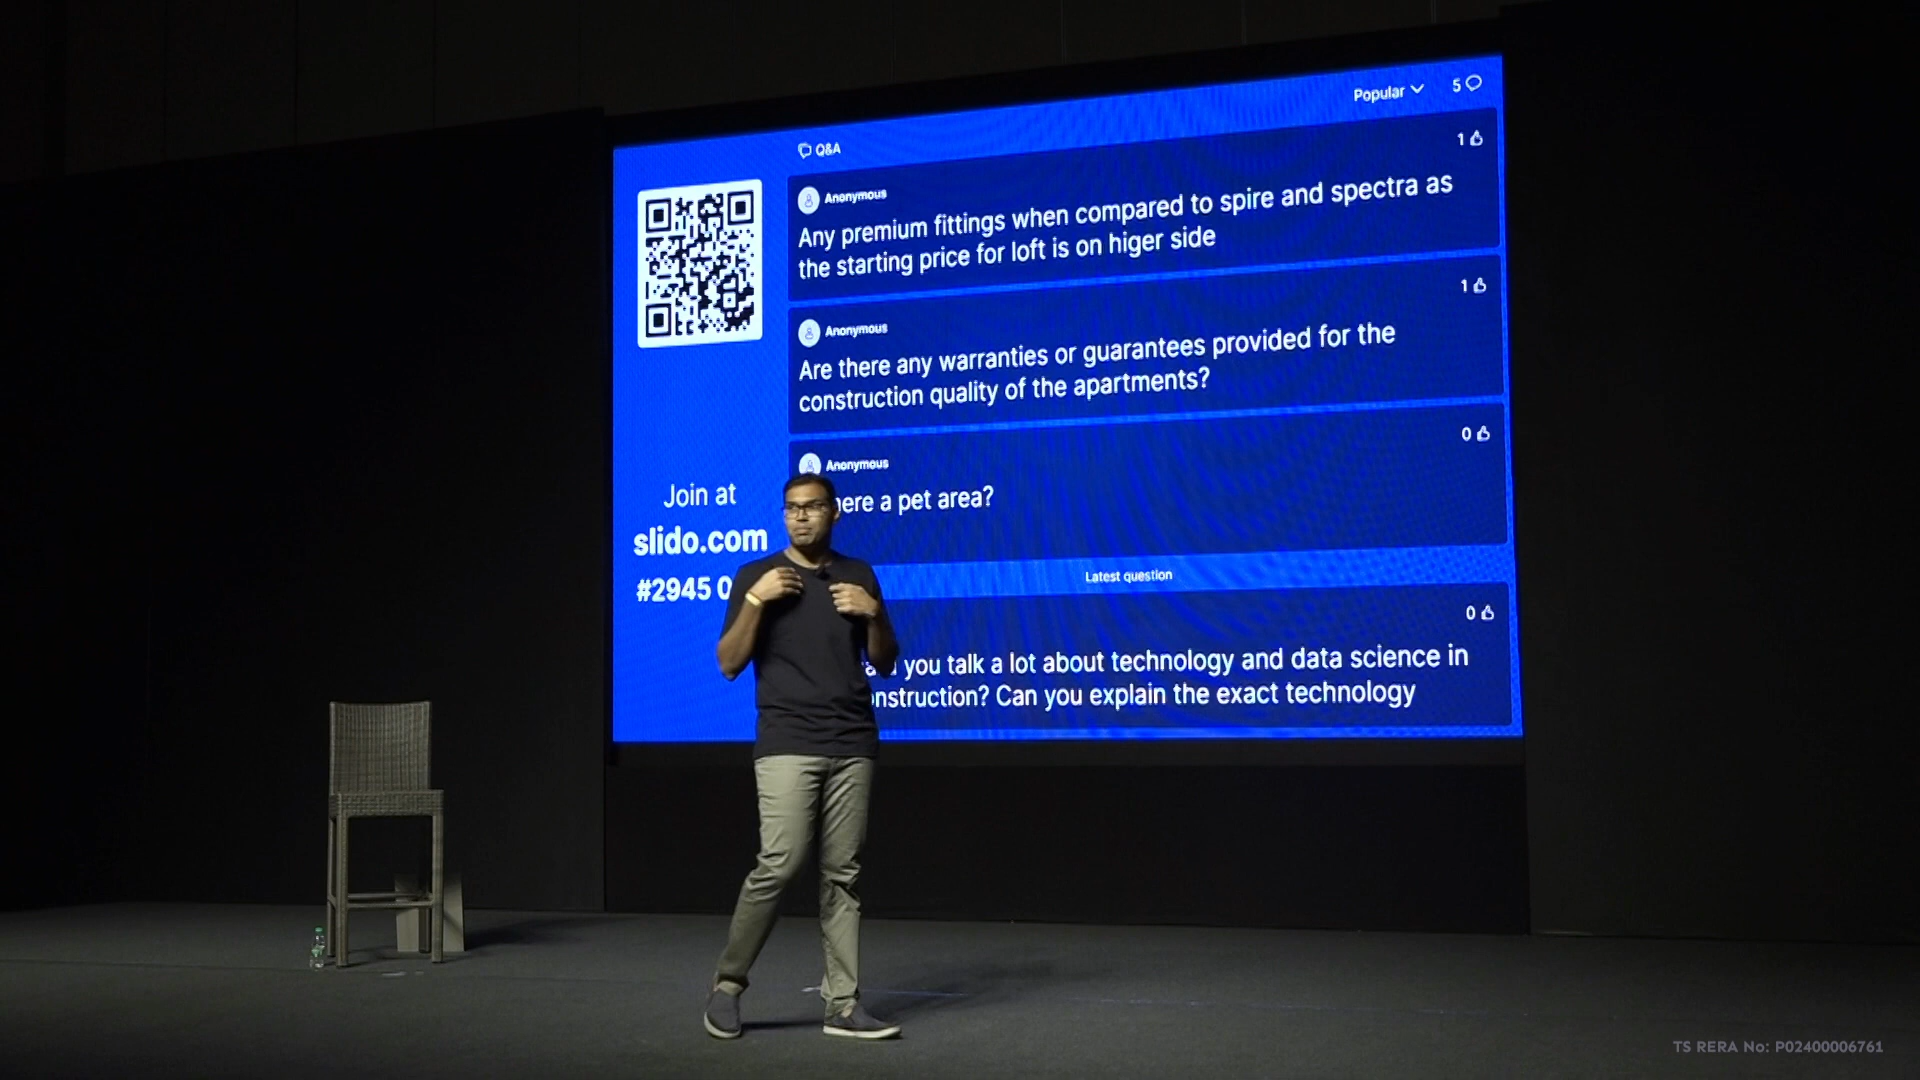 Popular
5
Q&A
1
Anonymous
Any premium fittings when compared to spire and spectra as
the starting price for loft is on higer side
1
Anonymous
Are there any warranties or guarantees provided for the
construction quality of the apartments?
0
Anonymous
a pet area?
Join at
slido.com
#2945 0
Latest question
0
you talk a lot about technology and data science in
Can you explain the exact technology
TS RERA No: P02400006761